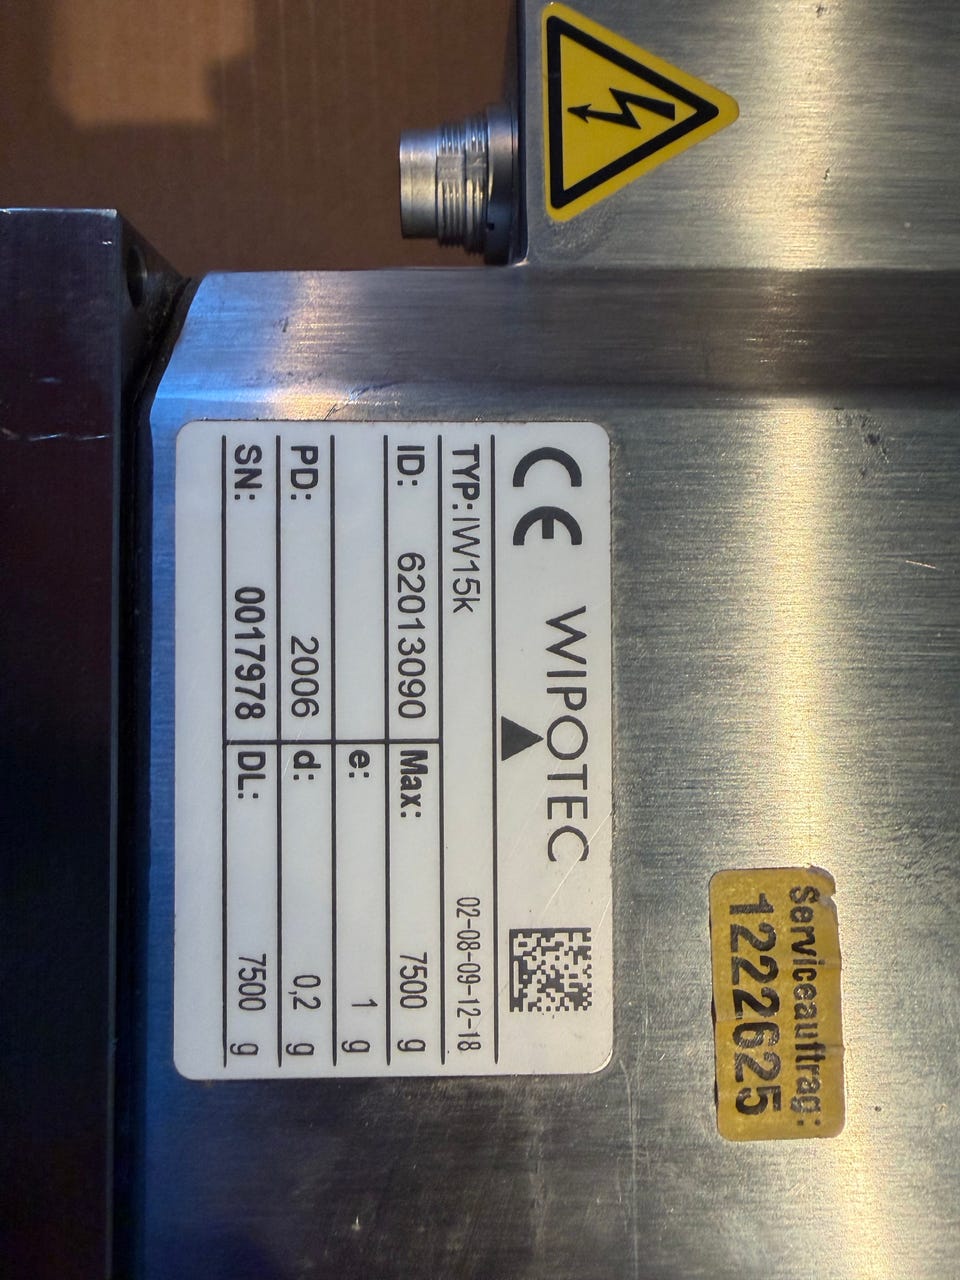 CE WIPOTEC
TYP: IW15k 02-08-09-12-18
ID: 62013090 Max: 7500 g
e: 1 g
PD: 2006 d: 0,2 g
SN: 0017978 DL: 7500 g
Serviceauftrag:
1222625